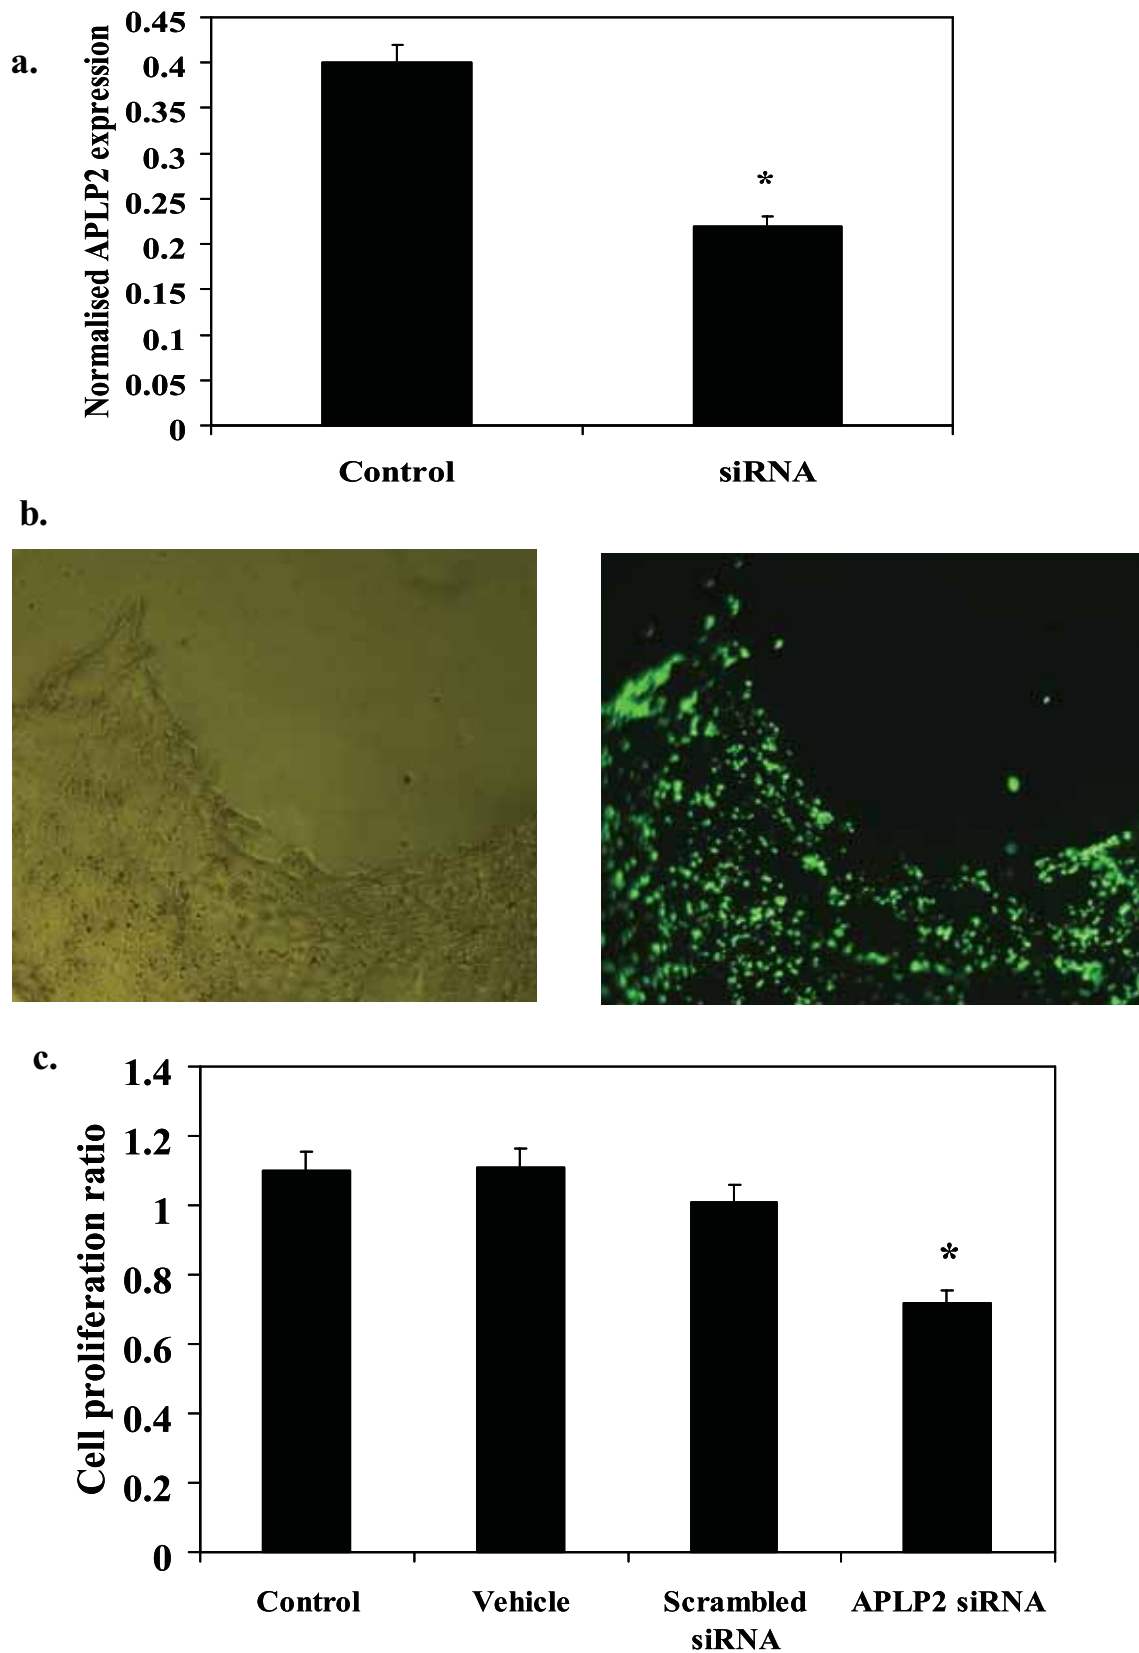 a.
Normalised APLP2 expression
0.45
0.4
0.35
0.3
0.25
0.2
0.15
0.1
0.05
0
*
Control siRNA
b.
c.
Cell proliferation ratio
1.4
1.2
1
0.8
0.6
0.4
0.2
0
*
Control Vehicle Scrambled APLP2 siRNA
siRNA